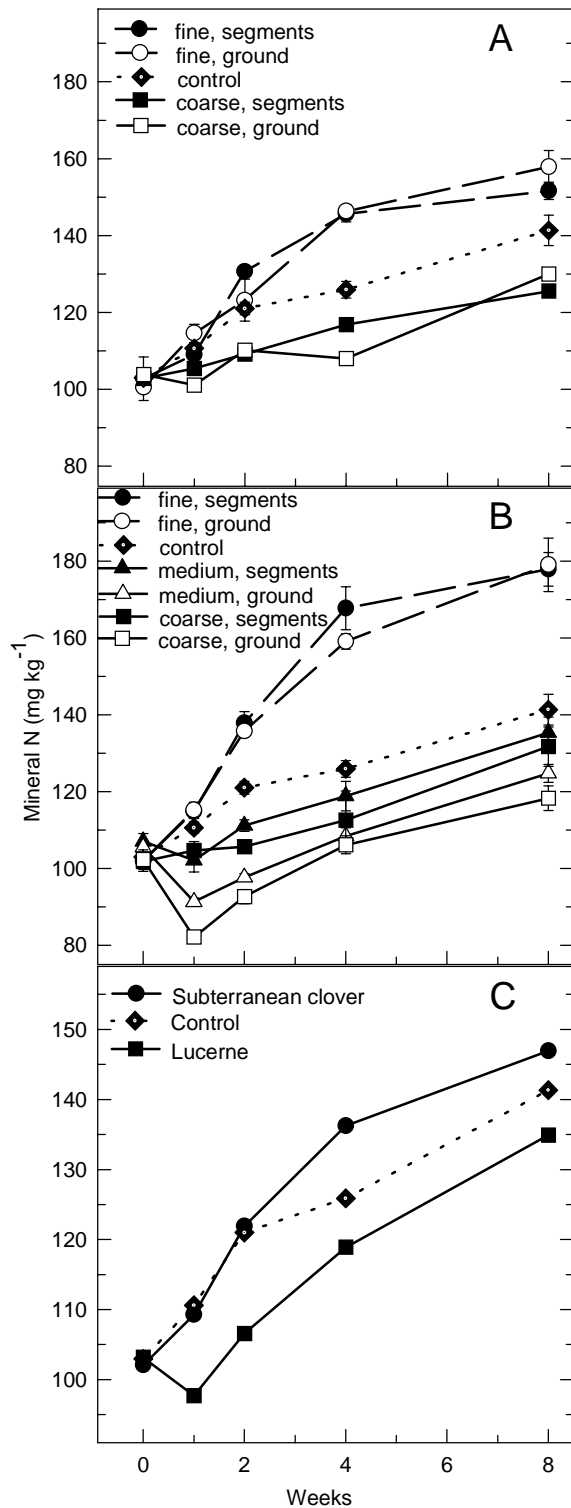 A
fine, segments
fine, ground
control
coarse, segments
coarse, ground
180
160
140
120
100
80
B
fine, segments
fine, ground
control
medium, segments
medium, ground
coarse, segments
coarse, ground
180
160
140
120
100
80
Mineral N (mg kg⁻¹)
C
Subterranean clover
Control
Lucerne
150
140
130
120
110
100
0 2 4 6 8
Weeks